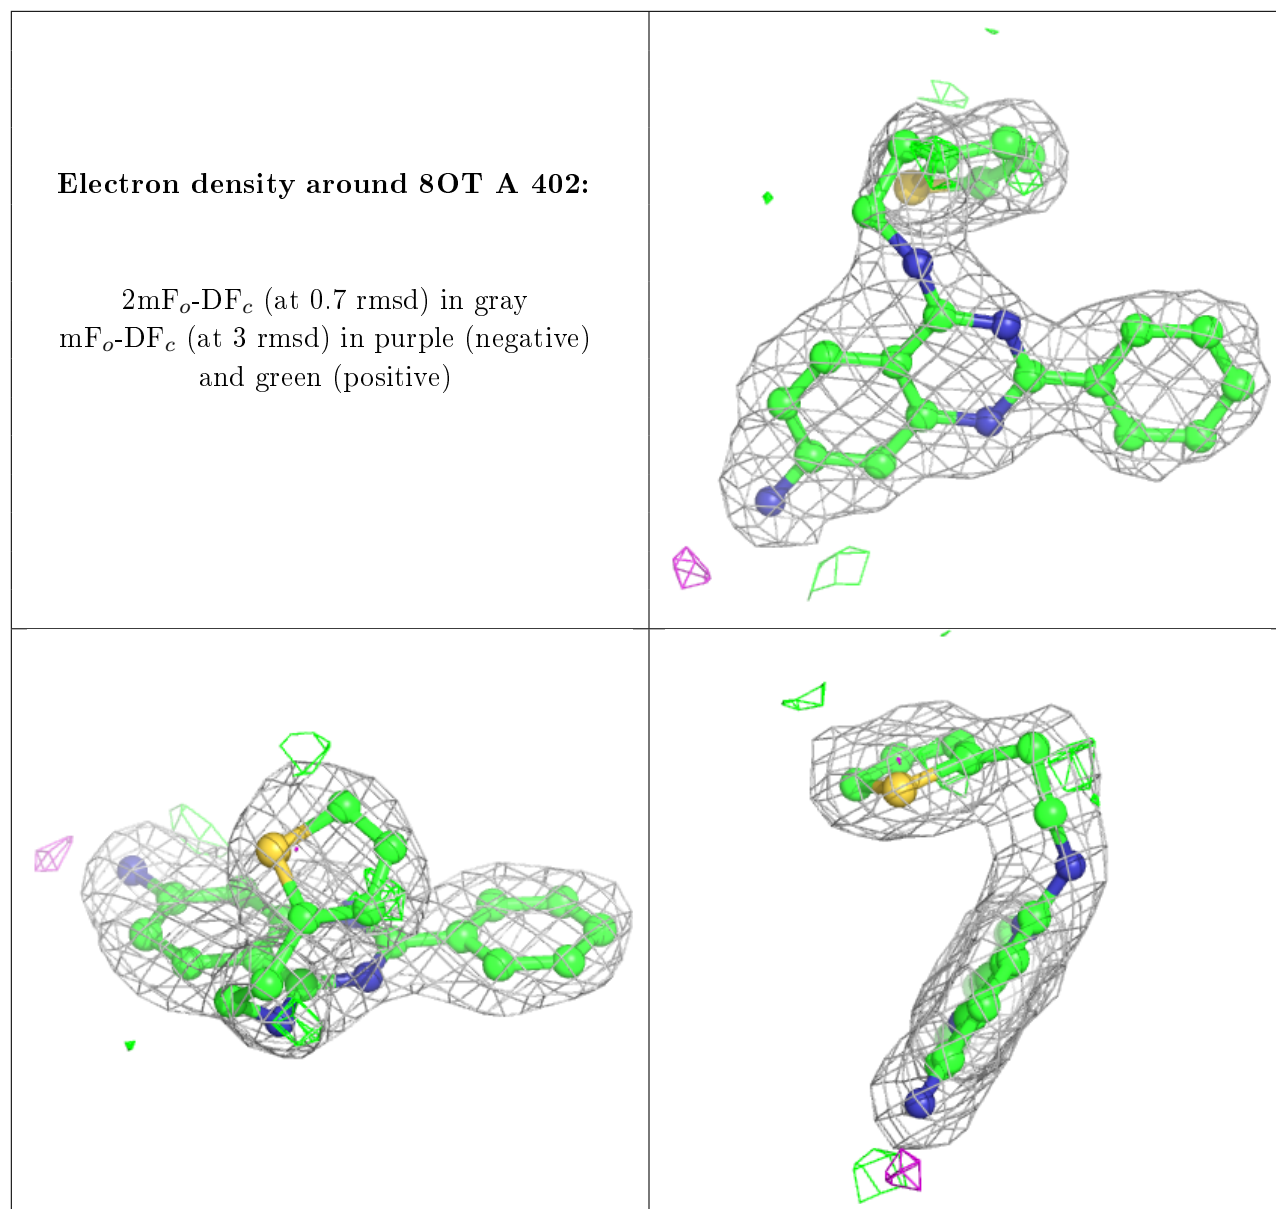 Electron density around 8OT A 402:
2mFo-DFc (at 0.7 rmsd) in gray
mFo-DFc (at 3 rmsd) in purple (negative)
and green (positive)